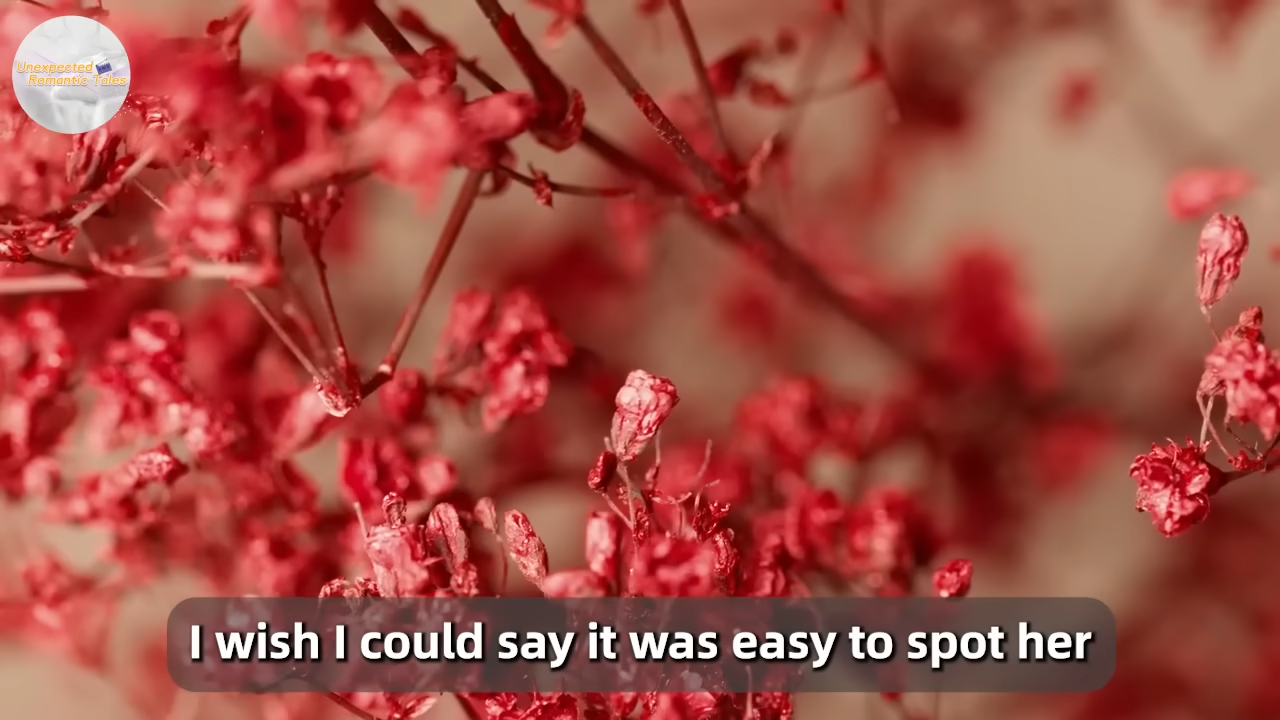 Unexpected
Romantic Tales
I wish I could say it was easy to spot her